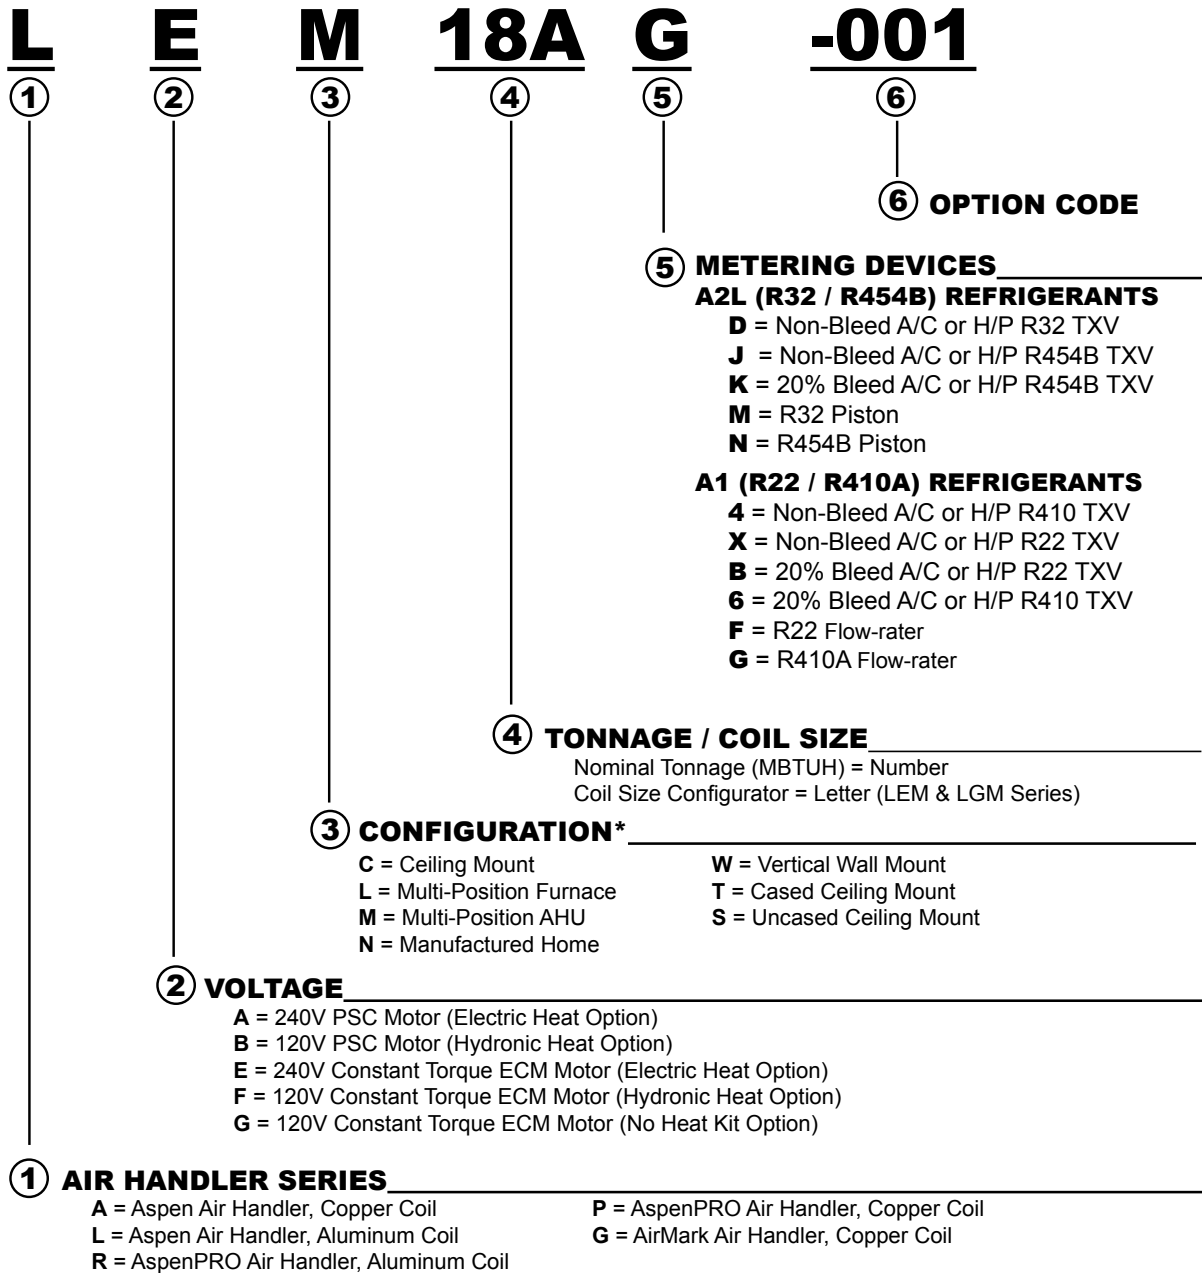 L E M 18A G -001
1 2 3 4 5 6
6 OPTION CODE
5 METERING DEVICES
A2L (R32 / R454B) REFRIGERANTS
D = Non-Bleed A/C or H/P R32 TXV
J = Non-Bleed A/C or H/P R454B TXV
K = 20% Bleed A/C or H/P R454B TXV
M = R32 Piston
N = R454B Piston
A1 (R22 / R410A) REFRIGERANTS
4 = Non-Bleed A/C or H/P R410 TXV
X = Non-Bleed A/C or H/P R22 TXV
B = 20% Bleed A/C or H/P R22 TXV
6 = 20% Bleed A/C or H/P R410 TXV
F = R22 Flow-rater
G = R410A Flow-rater
4 TONNAGE / COIL SIZE
Nominal Tonnage (MBTUH) = Number
Coil Size Configurator = Letter (LEM & LGM Series)
3 CONFIGURATION*
C = Ceiling Mount
L = Multi-Position Furnace
M = Multi-Position AHU
N = Manufactured Home
W = Vertical Wall Mount
T = Cased Ceiling Mount
S = Uncased Ceiling Mount
2 VOLTAGE
A = 240V PSC Motor (Electric Heat Option)
B = 120V PSC Motor (Hydronic Heat Option)
E = 240V Constant Torque ECM Motor (Electric Heat Option)
F = 120V Constant Torque ECM Motor (Hydronic Heat Option)
G = 120V Constant Torque ECM Motor (No Heat Kit Option)
1 AIR HANDLER SERIES
A = Aspen Air Handler, Copper Coil
L = Aspen Air Handler, Aluminum Coil
R = AspenPRO Air Handler, Aluminum Coil
P = AspenPRO Air Handler, Copper Coil
G = AirMark Air Handler, Copper Coil